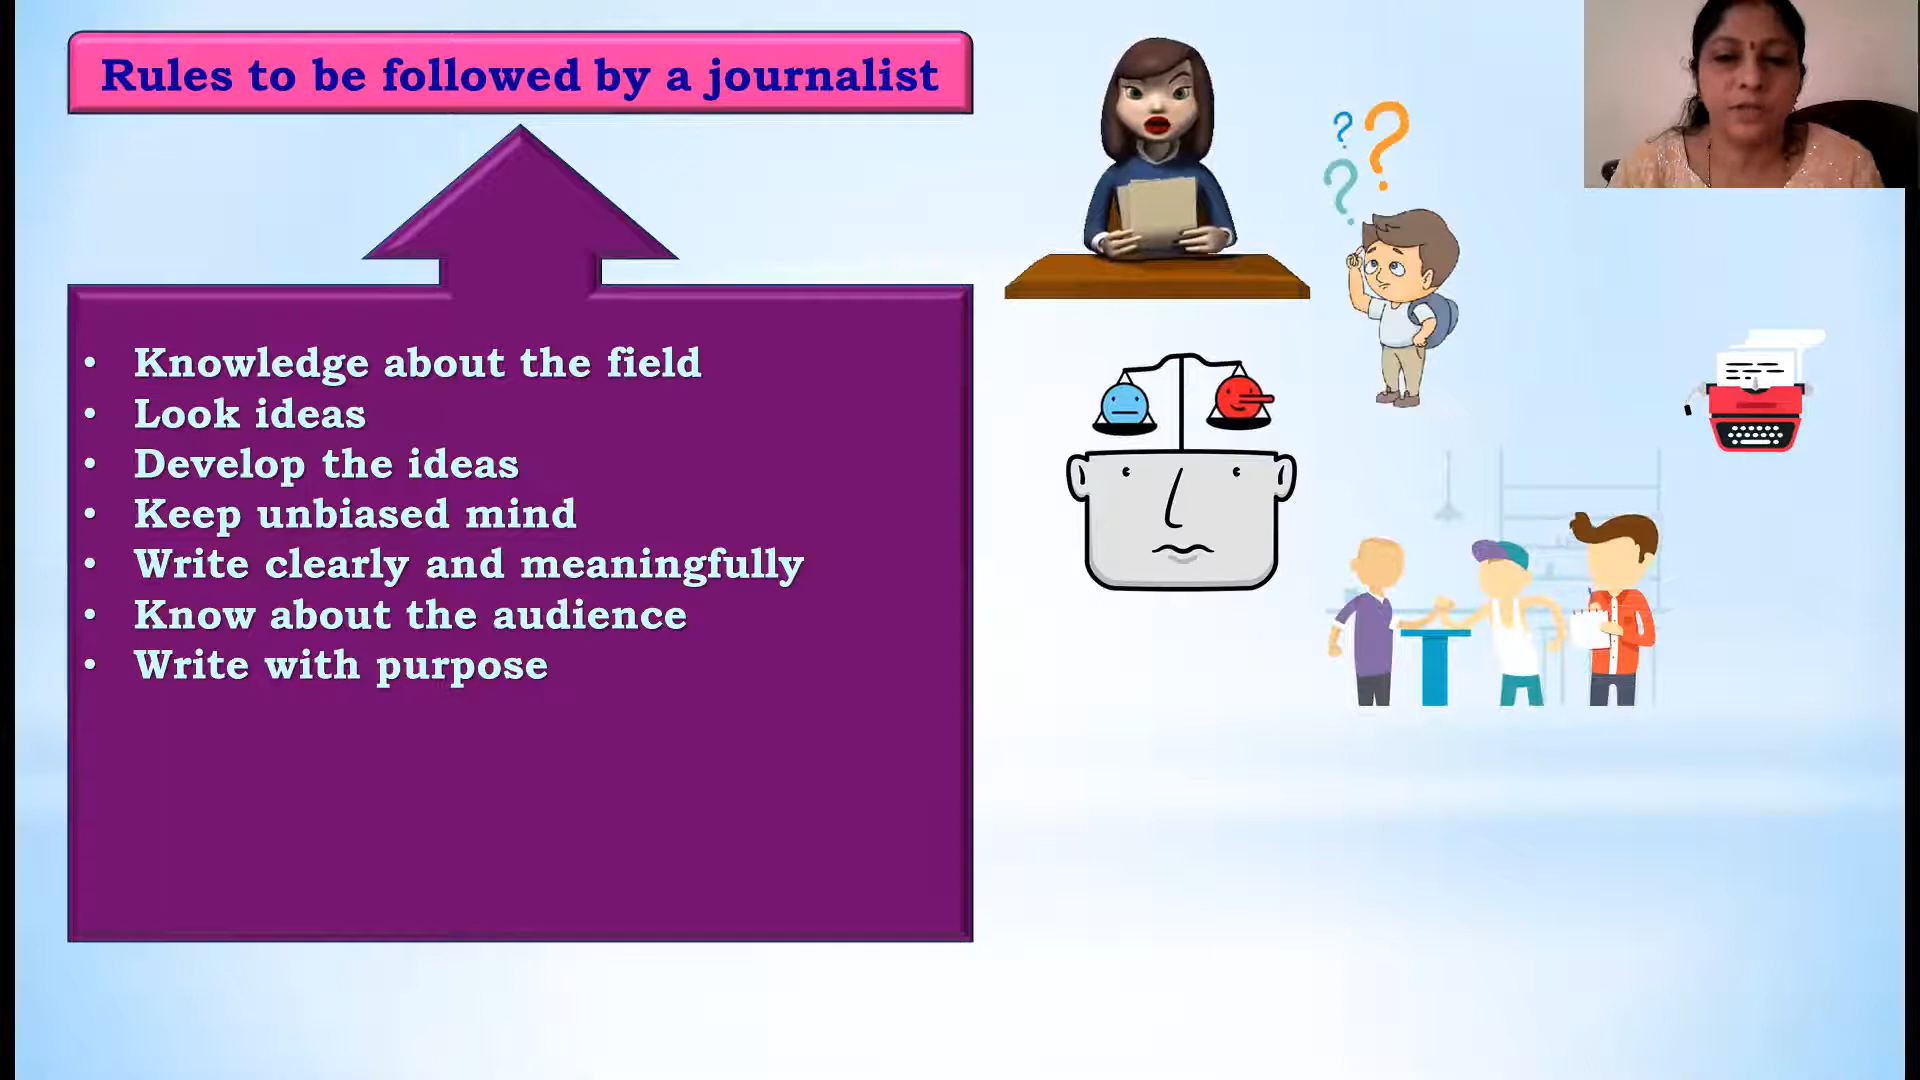 Rules to be followed by a journalist
• Knowledge about the field
• Look ideas
• Develop the ideas
• Keep unbiased mind
• Write clearly and meaningfully
• Know about the audience
• Write with purpose
? ?
?